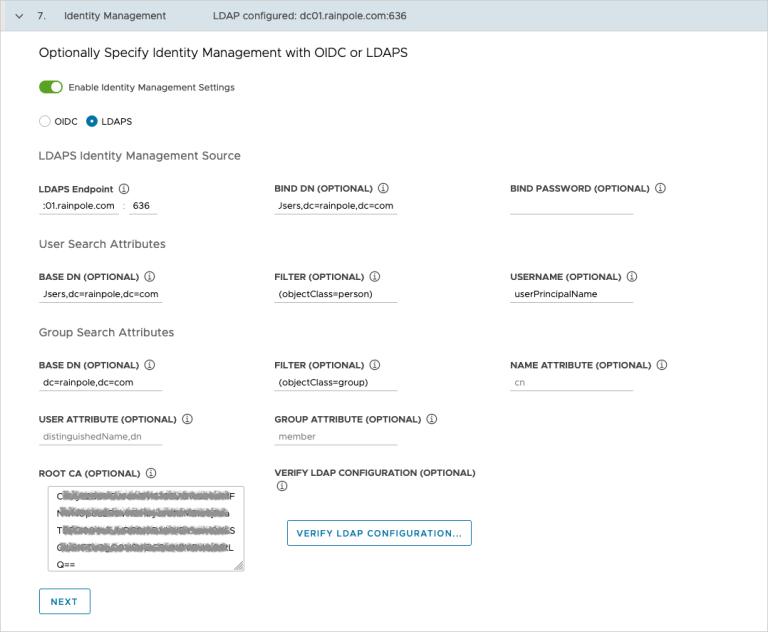 7. Identity Management LDAP configured: dc01.rainpole.com:636
Optionally Specify Identity Management with OIDC or LDAPS
Enable Identity Management Settings
OIDC LDAPS
LDAPS Identity Management Source
LDAPS Endpoint BIND DN (OPTIONAL) BIND PASSWORD (OPTIONAL)
:01.rainpole.com : 636 Jsers,dc=rainpole,dc=com
User Search Attributes
BASE DN (OPTIONAL) FILTER (OPTIONAL) USERNAME (OPTIONAL)
Jsers,dc=rainpole,dc=com (objectClass=person) userPrincipalName
Group Search Attributes
BASE DN (OPTIONAL) FILTER (OPTIONAL) NAME ATTRIBUTE (OPTIONAL)
dc=rainpole,dc=com (objectClass=group) cn
USER ATTRIBUTE (OPTIONAL) GROUP ATTRIBUTE (OPTIONAL)
distinguishedName,dn member
ROOT CA (OPTIONAL) VERIFY LDAP CONFIGURATION (OPTIONAL)
Q==
VERIFY LDAP CONFIGURATION...
NEXT